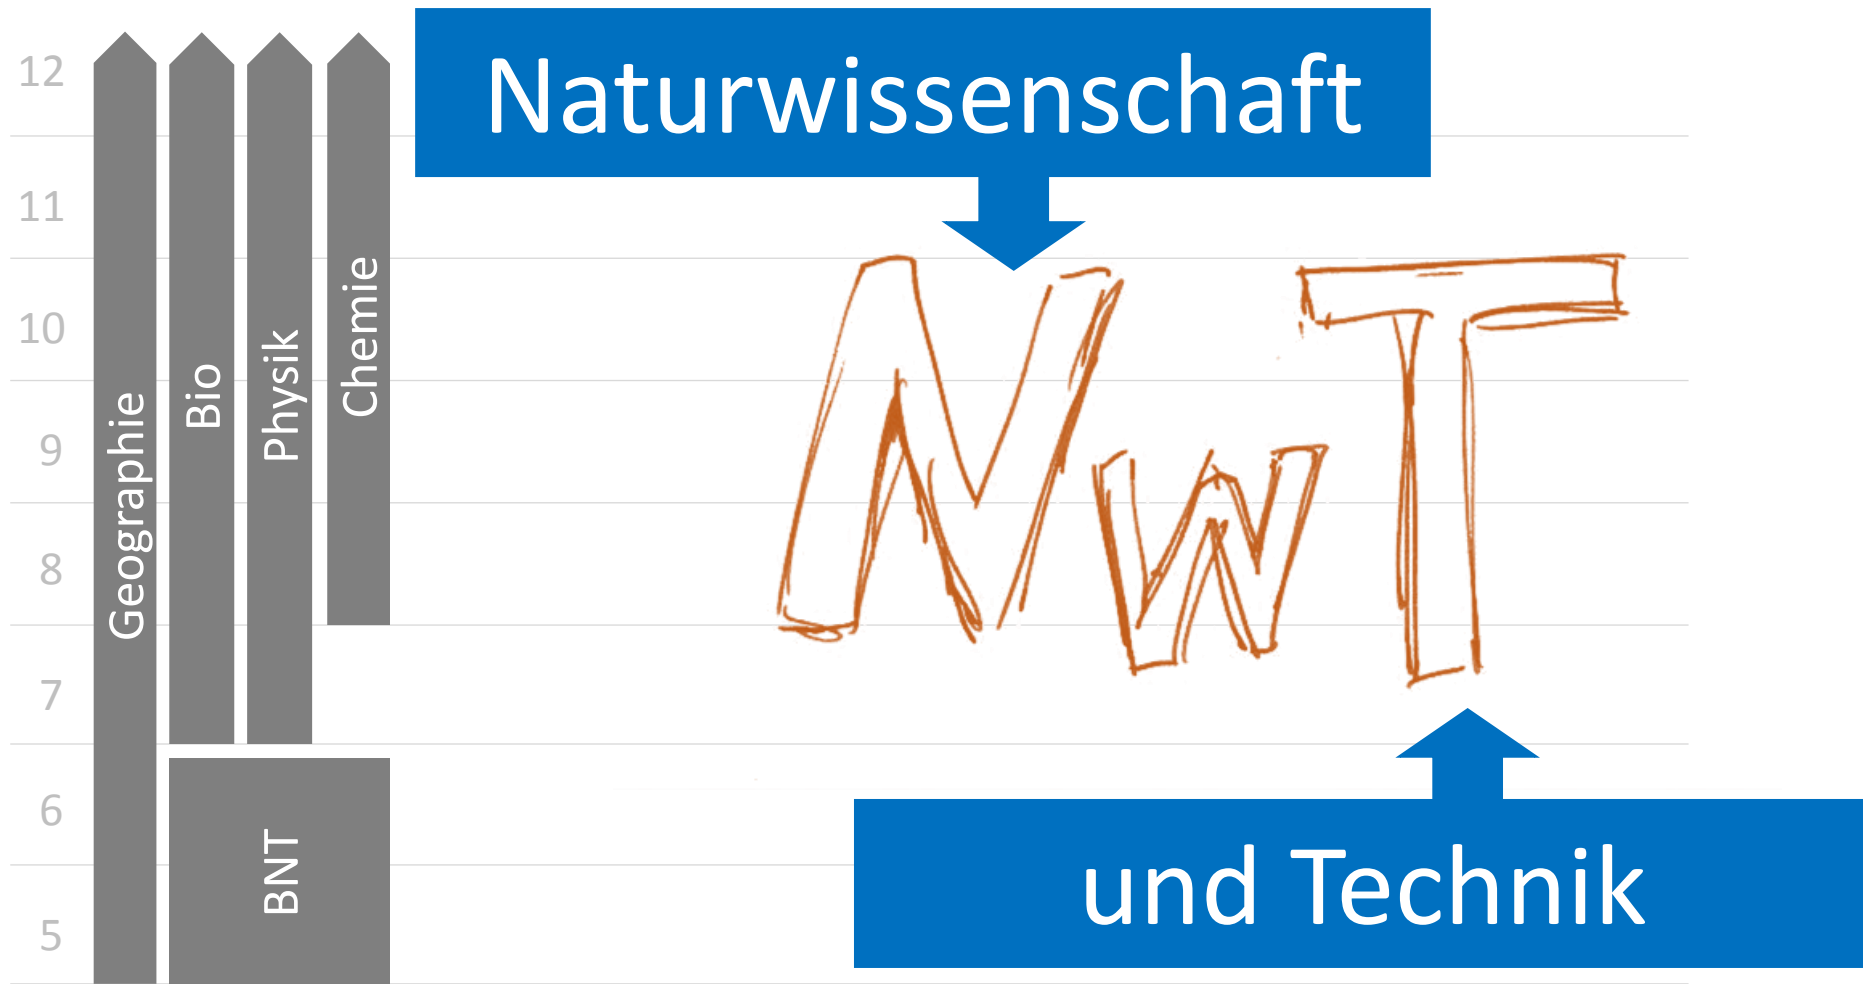 Naturwissenschaft
12
11
10
9
8
7
6
5
Geographie
Bio
Physik
Chemie
BNT
NwT
und Technik